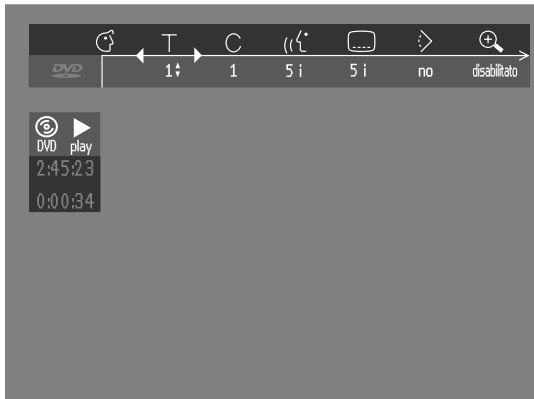 T C
DVD 1 1 5 i 5 i no disabilitato
DVD play
2:45:23
0:00:34